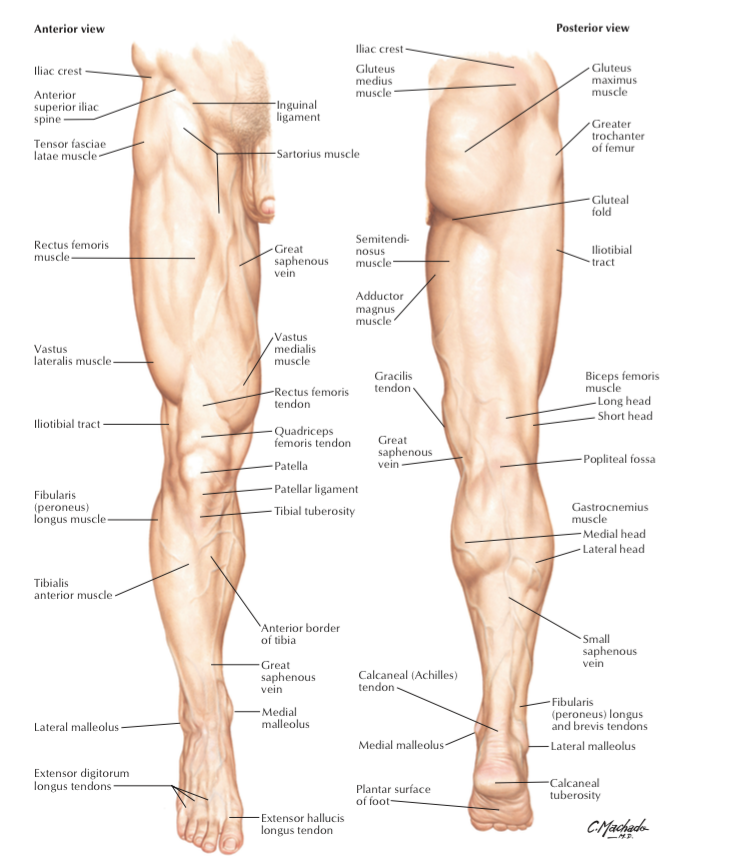 Anterior view
Iliac crest
Anterior
superior iliac
spine
Tensor fasciae
latae muscle
Rectus femoris
muscle
Vastus
lateralis muscle
Iliotibial tract
Fibularis
(peroneus)
longus muscle
Tibialis
anterior muscle
Lateral malleolus
Extensor digitorum
longus tendons
Inguinal
ligament
Sartorius muscle
Great
saphenous
vein
Vastus
medialis
muscle
Rectus femoris
tendon
Quadriceps
femoris tendon
Patella
Patellar ligament
Tibial tuberosity
Anterior border
of tibia
Great
saphenous
vein
Medial
malleolus
Extensor hallucis
longus tendon
Posterior view
Iliac crest
Gluteus
medius
muscle
Semitendi-
nosus
muscle
Adductor
magnus
muscle
Gracilis
tendon
Great
saphenous
vein
Calcaneal (Achilles)
tendon
Medial malleolus
Plantar surface
of foot
Gluteus
maximus
muscle
Greater
trochanter
of femur
Gluteal
fold
Iliotibial
tract
Biceps femoris
muscle
Long head
Short head
Popliteal fossa
Gastrocnemius
muscle
Medial head
Lateral head
Small
saphenous
vein
Fibularis
(peroneus) longus
and brevis tendons
Lateral malleolus
Calcaneal
tuberosity
C.Machado
M.D.